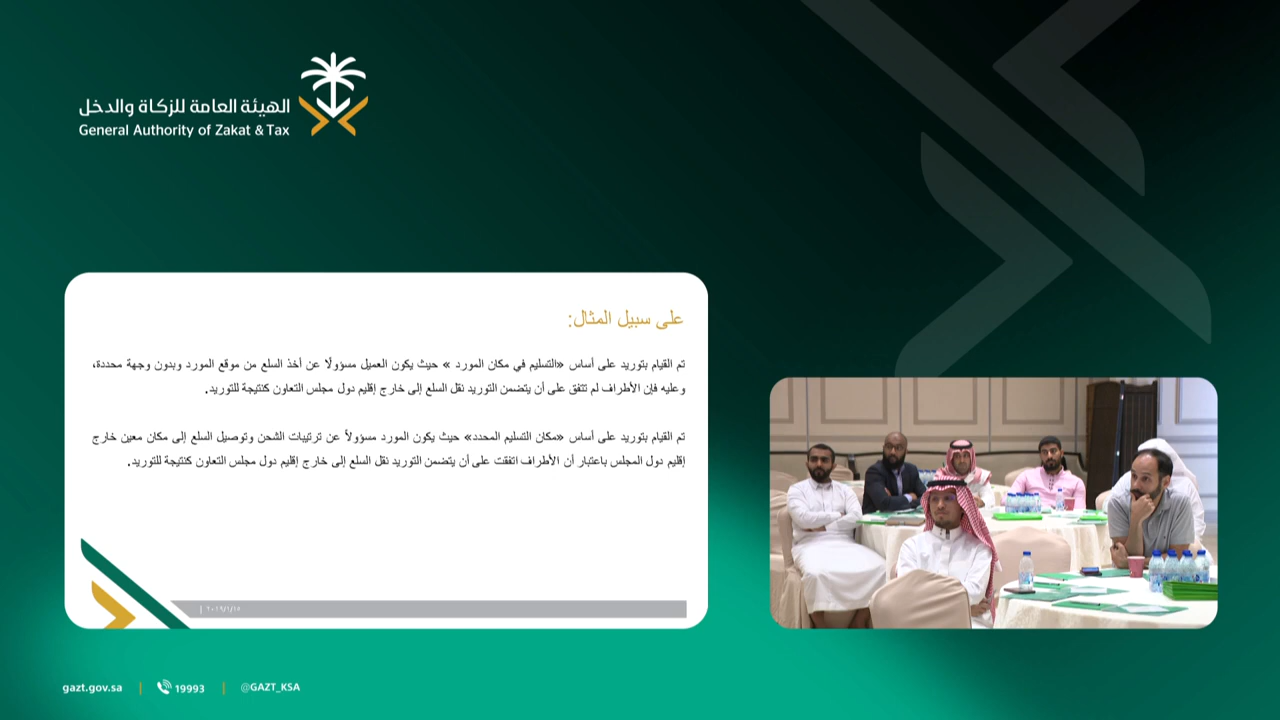 الهيئة العامة للزكاة والدخل
General Authority of Zakat & Tax
على سبيل المثال:
تم القيام بتوريد على أساس «التسليم في مكان المورد » حيث يكون العميل مسؤولًا عن أخذ السلع من موقع المورد وبدون وجهة محددة،
وعليه فإن الأطراف لم تتفق على أن يتضمن التوريد نقل السلع إلى خارج إقليم دول مجلس التعاون كنتيجة للتوريد.
تم القيام بتوريد على أساس «مكان التسليم المحدد» حيث يكون المورد مسؤولاً عن ترتيبات الشحن وتوصيل السلع إلى مكان معين خارج
إقليم دول المجلس باعتبار أن الأطراف اتفقت على أن يتضمن التوريد نقل السلع إلى خارج إقليم دول مجلس التعاون كنتيجة للتوريد.
| ٢٠١٩/١/١٥
gazt.gov.sa | 19993 | @GAZT_KSA